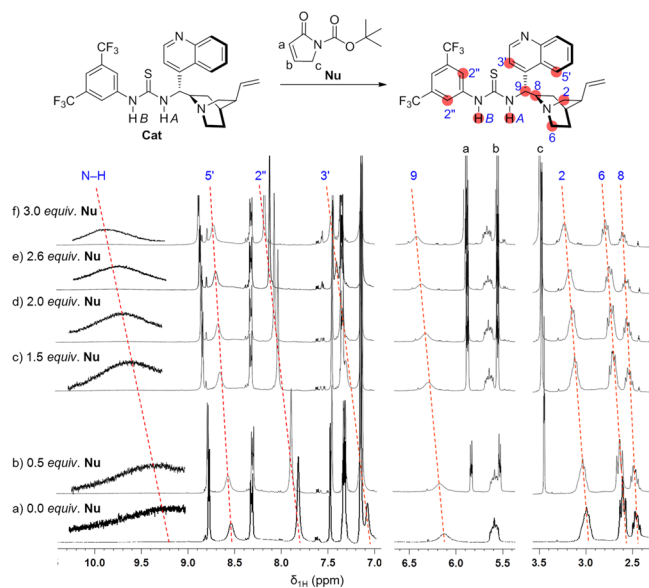 CF₃
F₃C
S
N
N
H B
H A
Cat
N
N
O
O
N
O
a
b
c
Nu
CF₃
F₃C
2"
2"
S
N
N
H B
H A
N
3'
5'
9
8
2
N
6
N–H
5'
2"
3'
9
a
b
c
2
6
8
f) 3.0 equiv. Nu
e) 2.6 equiv. Nu
d) 2.0 equiv. Nu
c) 1.5 equiv. Nu
b) 0.5 equiv. Nu
a) 0.0 equiv. Nu
10.0 9.5 9.0 8.5 8.0 7.5 7.0 6.5 6.0 5.5 3.5 3.0 2.5
δ1H (ppm)